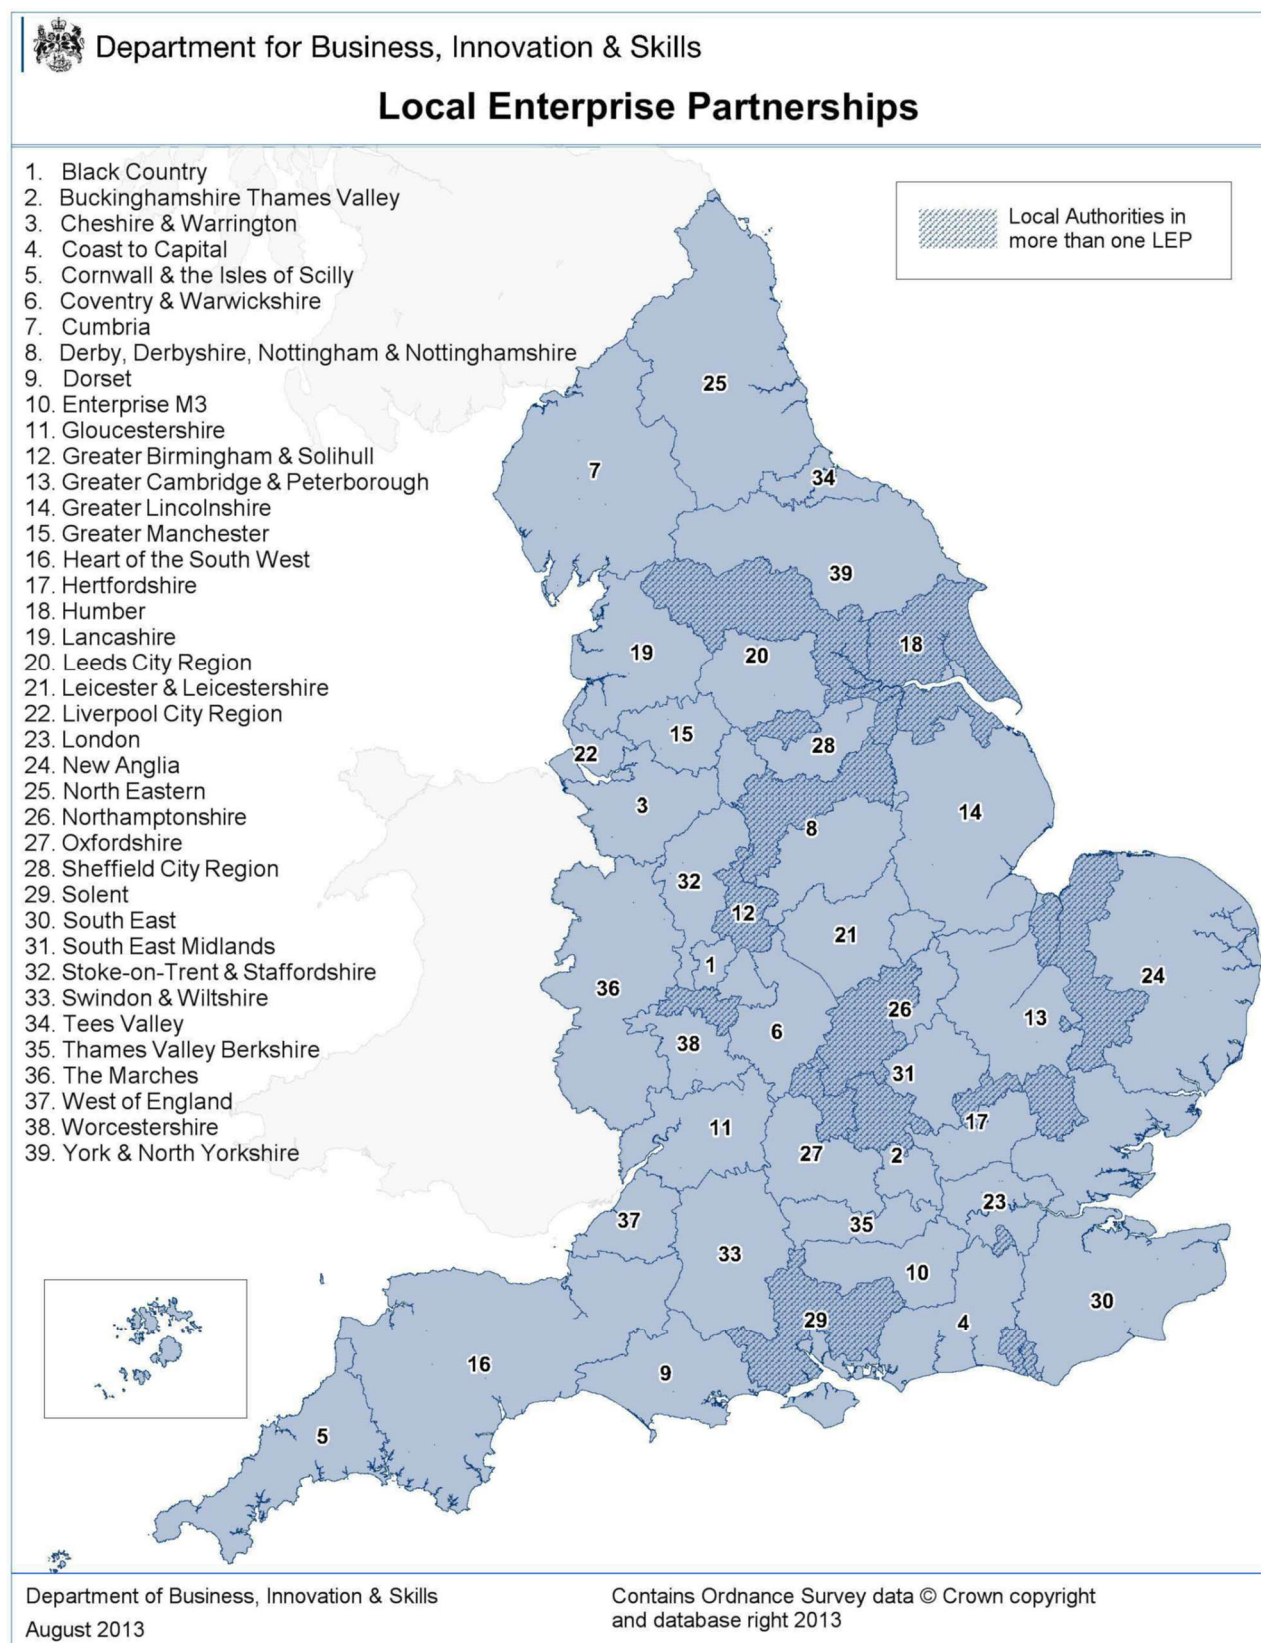 Department for Business, Innovation & Skills
Local Enterprise Partnerships
1. Black Country
2. Buckinghamshire Thames Valley
3. Cheshire & Warrington
4. Coast to Capital
5. Cornwall & the Isles of Scilly
6. Coventry & Warwickshire
7. Cumbria
8. Derby, Derbyshire, Nottingham & Nottinghamshire
9. Dorset
10. Enterprise M3
11. Gloucestershire
12. Greater Birmingham & Solihull
13. Greater Cambridge & Peterborough
14. Greater Lincolnshire
15. Greater Manchester
16. Heart of the South West
17. Hertfordshire
18. Humber
19. Lancashire
20. Leeds City Region
21. Leicester & Leicestershire
22. Liverpool City Region
23. London
24. New Anglia
25. North Eastern
26. Northamptonshire
27. Oxfordshire
28. Sheffield City Region
29. Solent
30. South East
31. South East Midlands
32. Stoke-on-Trent & Staffordshire
33. Swindon & Wiltshire
34. Tees Valley
35. Thames Valley Berkshire
36. The Marches
37. West of England
38. Worcestershire
39. York & North Yorkshire
Local Authorities in
more than one LEP
25
7
34
39
19
20
18
15
28
22
3
14
8
32
12
21
1
24
36
26
13
6
38
31
11
17
27
2
23
37
35
33
10
30
29
4
16
9
5
Department of Business, Innovation & Skills
August 2013
Contains Ordnance Survey data © Crown copyright
and database right 2013